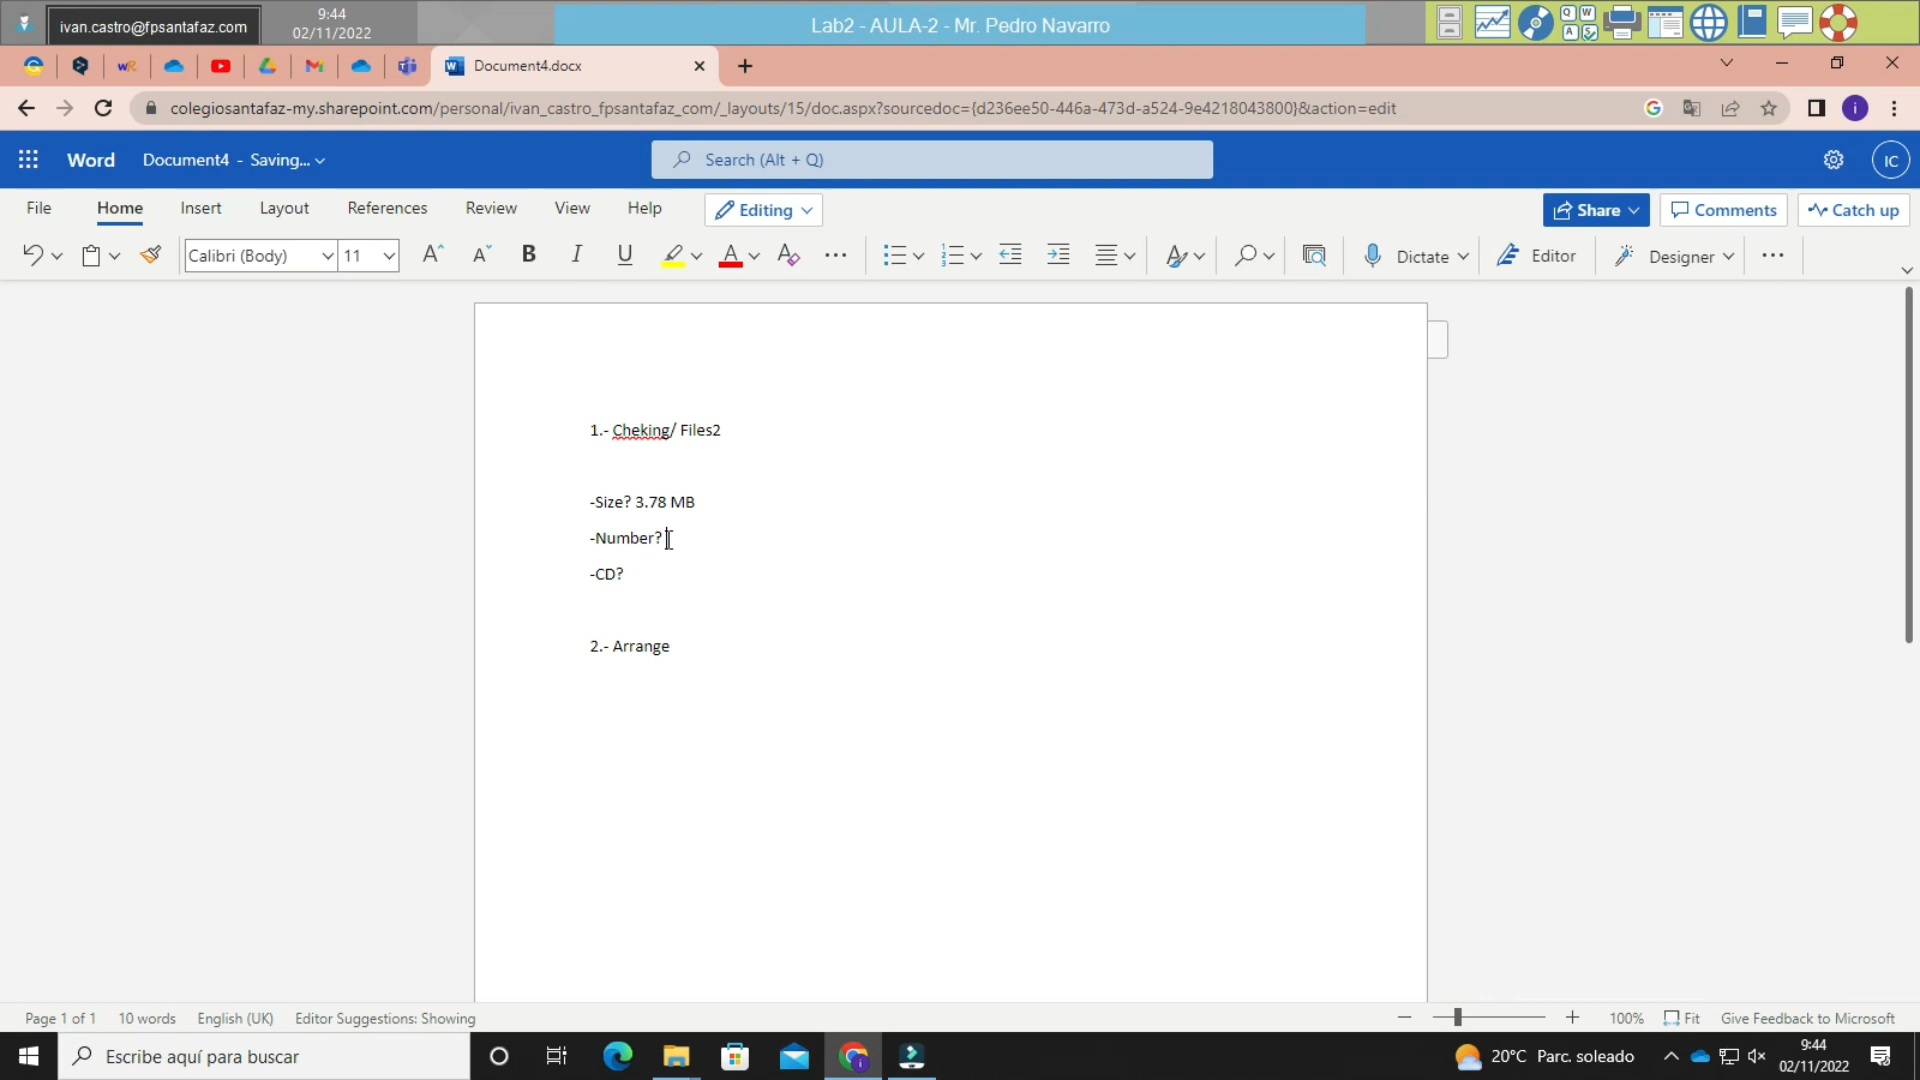 ivan.castro@fpsantafaz.com
9:44
02/11/2022
Lab2 - AULA-2 - Mr. Pedro Navarro
Document4.docx
colegiosantafaz-my.sharepoint.com/personal/ivan_castro_fpsantafaz_com/_layouts/15/doc.aspx?sourcedoc={d236ee50-446a-473d-a524-9e4218043800}&action=edit
Word
Document4 - Saving...
Search (Alt + Q)
IC
File Home Insert Layout References Review View Help Editing Share Comments Catch up
Calibri (Body) 11 Dictate Editor Designer
1.- Cheking/ Files2
-Size? 3.78 MB
-Number?
-CD?
2.- Arrange
Page 1 of 1 10 words English (UK) Editor Suggestions: Showing 100% Fit Give Feedback to Microsoft
Escribe aquí para buscar
20°C Parc. soleado
9:44
02/11/2022